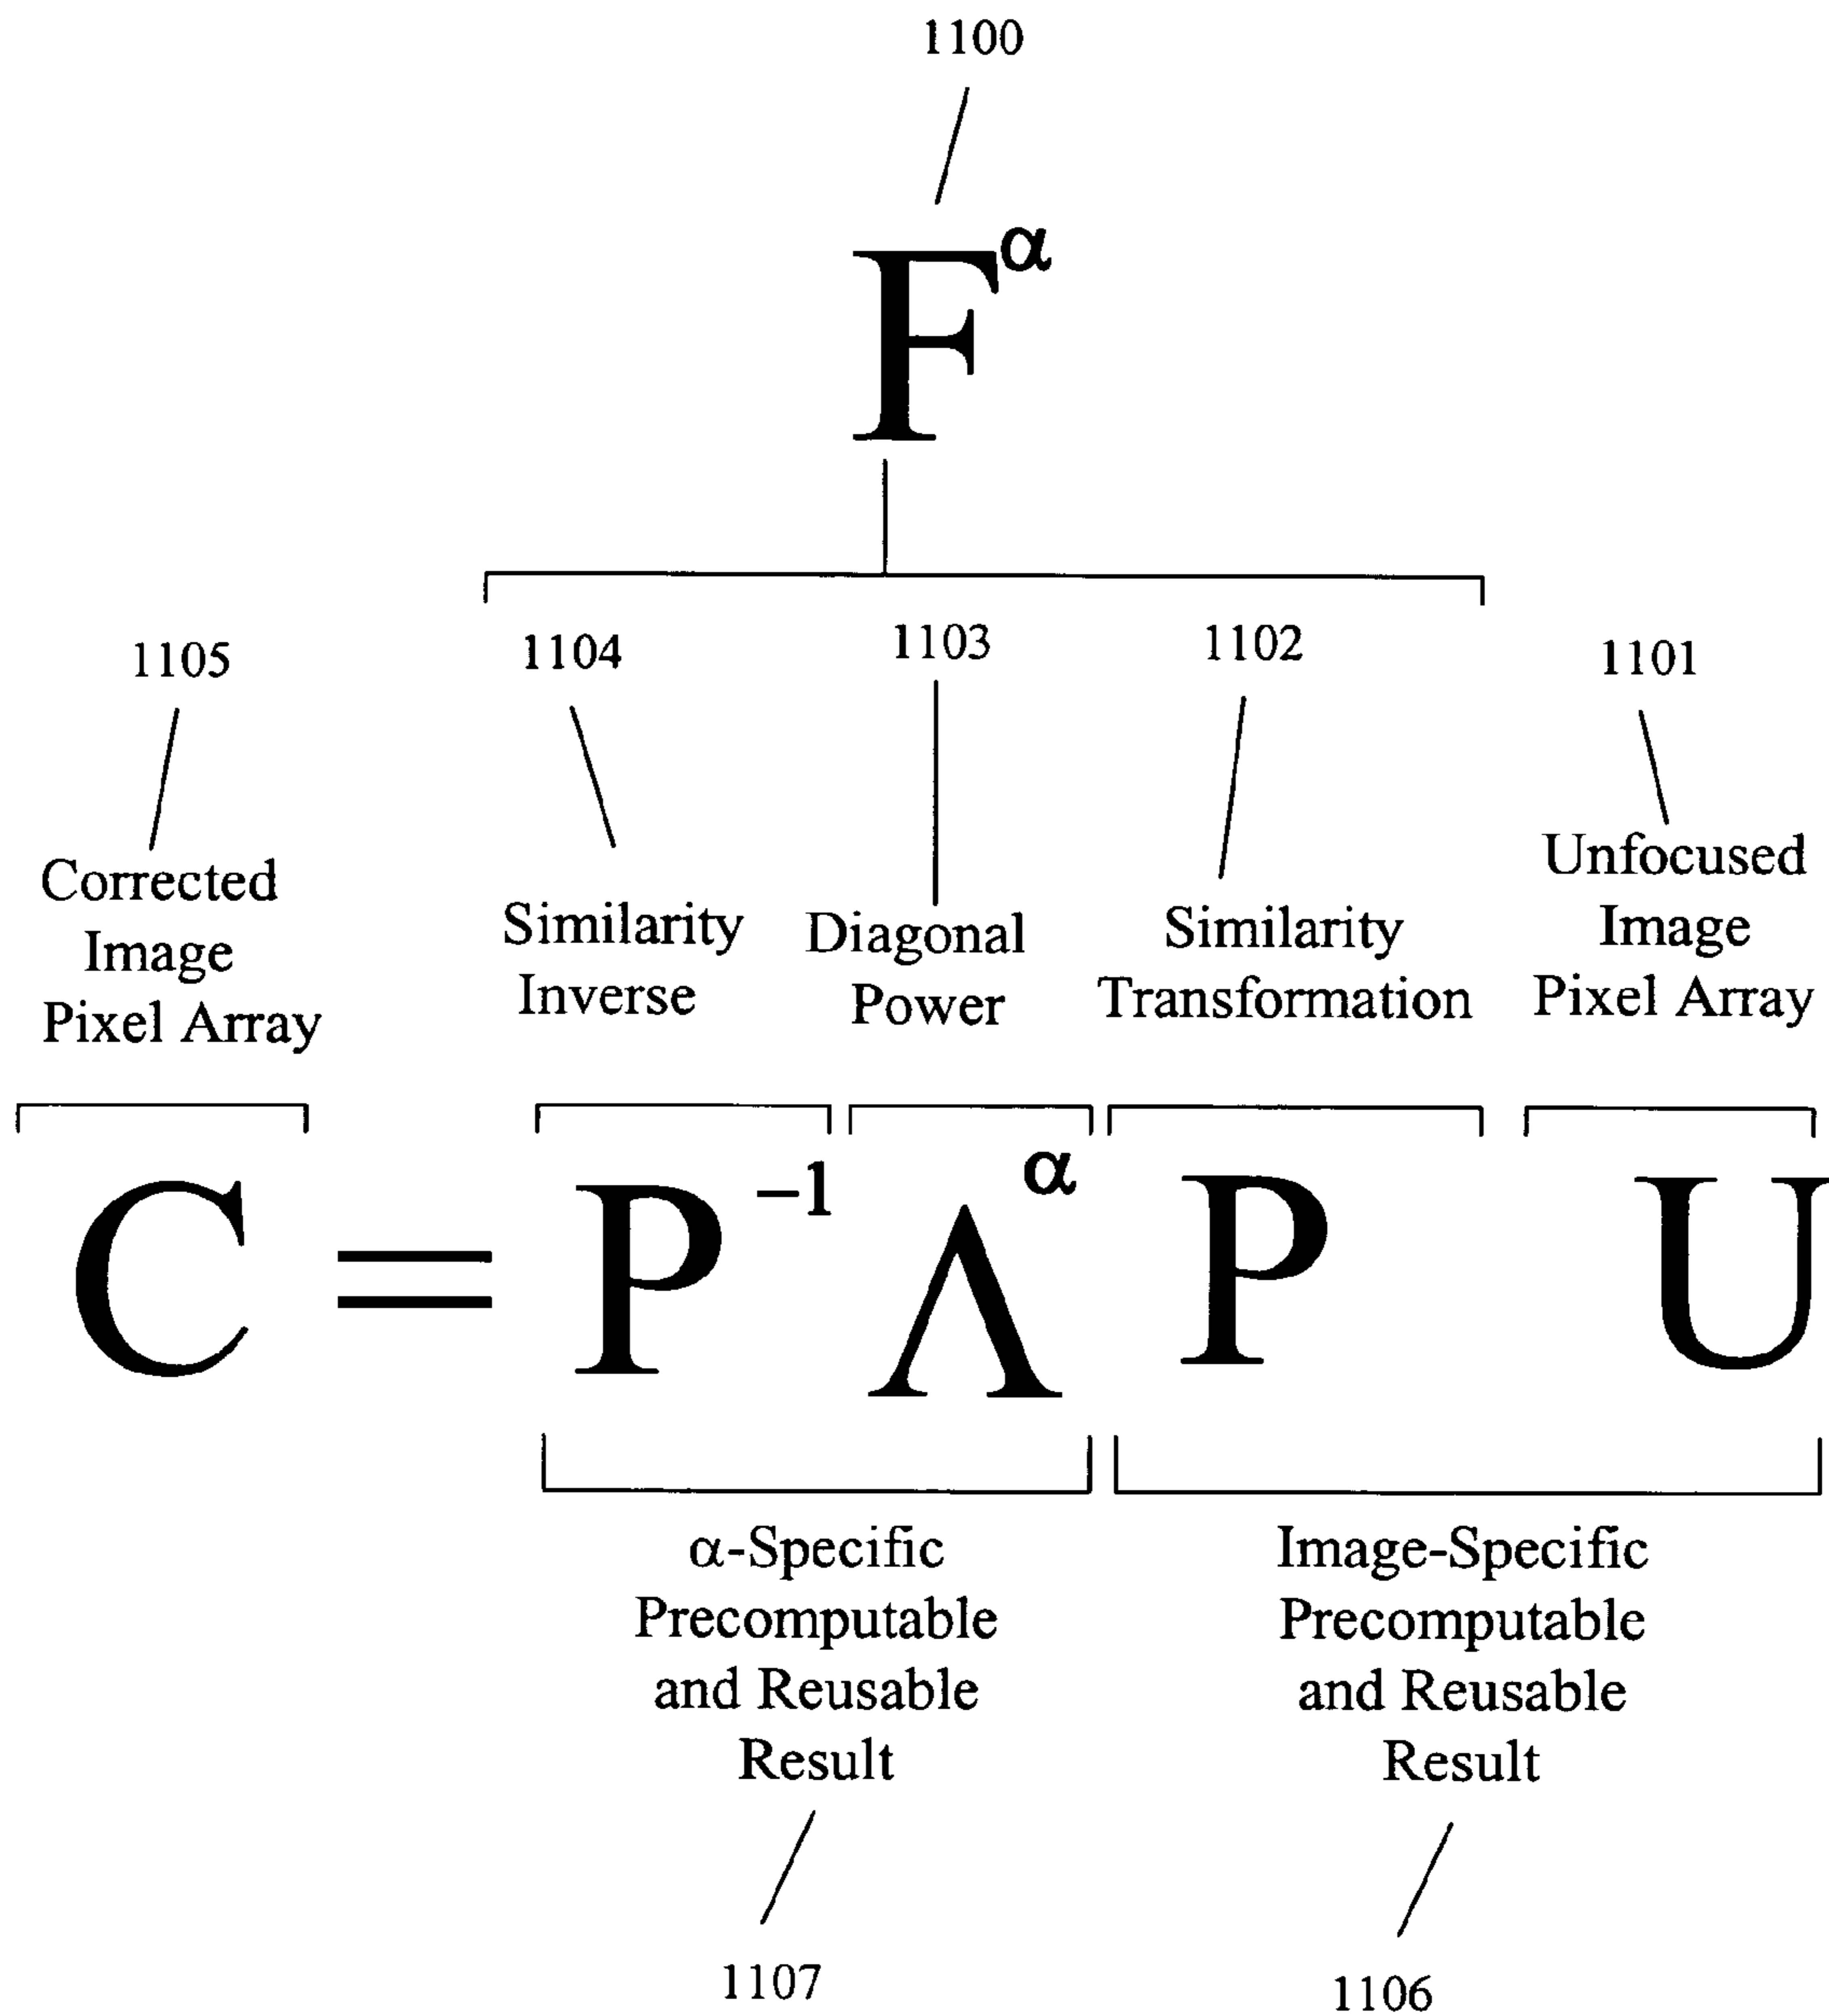 1100
F^α
1105 1104 1103 1102 1101
Corrected
Image
Pixel Array
Similarity
Inverse
Diagonal
Power
Similarity
Transformation
Unfocused
Image
Pixel Array
C = P^–1 Λ^α P U
α-Specific
Precomputable
and Reusable
Result
Image-Specific
Precomputable
and Reusable
Result
1107 1106